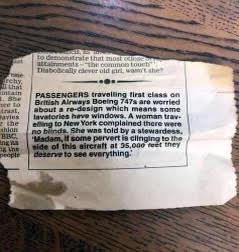 to demonstrate that most
attainments – "the common touch".
Diabolically clever old girl, wasn't she?
PASSENGERS travelling first class on
British Airways Boeing 747s are worried
about a re-design which means some
lavatories have windows. A woman trav-
elling to New York complained there were
no blinds. She was told by a stewardess,
'Madam, if some pervert is clinging to the
side of this aircraft at 35,000 feet they
deserve to see everything.'
BBC,
people